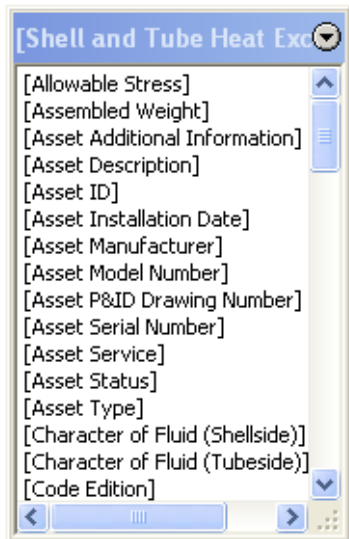 [Shell and Tube Heat Exc
[Allowable Stress]
[Assembled Weight]
[Asset Additional Information]
[Asset Description]
[Asset ID]
[Asset Installation Date]
[Asset Manufacturer]
[Asset Model Number]
[Asset P&ID Drawing Number]
[Asset Serial Number]
[Asset Service]
[Asset Status]
[Asset Type]
[Character of Fluid (Shellside)]
[Character of Fluid (Tubeside)]
[Code Edition]